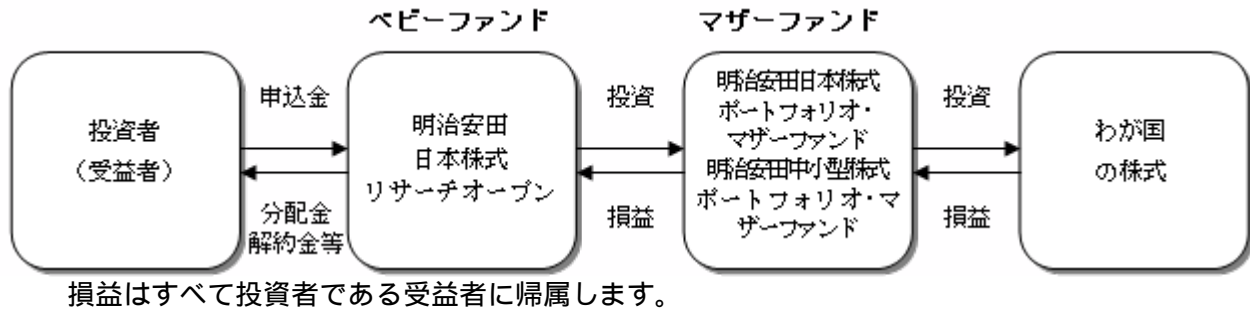 ベビーファンド
マザーファンド
投資者
（受益者）
申込金
分配金
解約金等
明治安田
日本株式
リサーチオープン
投資
損益
明治安田日本株式
ポートフォリオ・
マザーファンド
明治安田中小型株式
ポートフォリオ・マ
ザーファンド
投資
損益
わが国
の株式
損益はすべて投資者である受益者に帰属します。